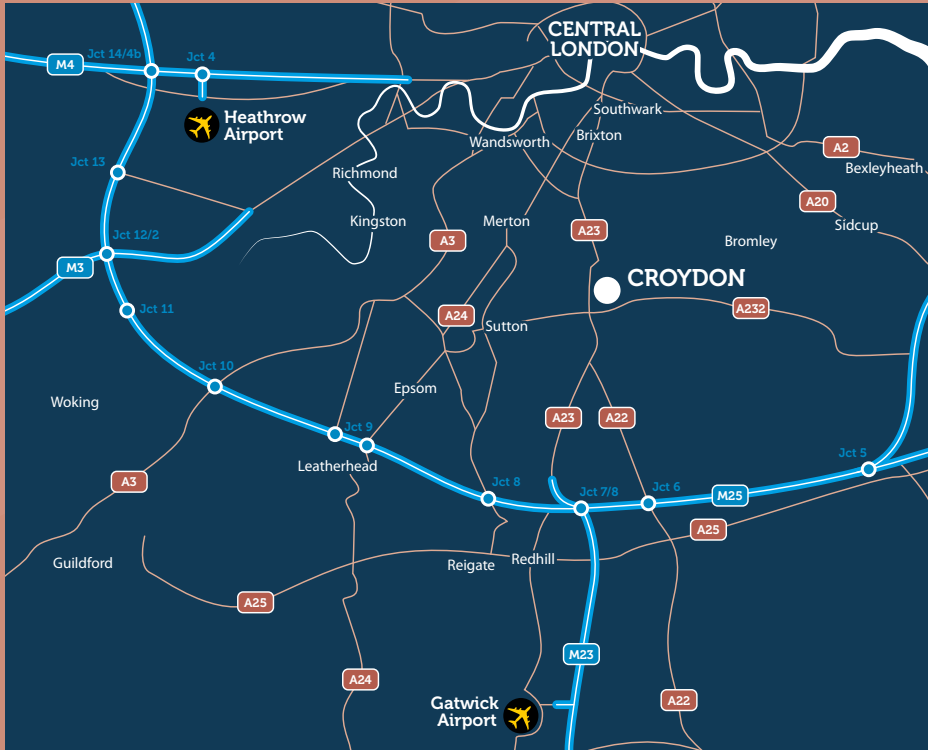 CENTRAL
LONDON
Jct 14/4b
Jct 4
M4
Heathrow
Airport
Southwark
Wandsworth
Brixton
A2
Bexleyheath
Jct 13
Richmond
A20
Kingston
Merton
A23
Sidcup
Jct 12/2
A3
Bromley
M3
CROYDON
Jct 11
A24
A232
Sutton
Jct 10
Epsom
Woking
A23
A22
Jct 9
Leatherhead
Jct 5
A3
Jct 8
Jct 7/8
Jct 6
M25
A25
Guildford
Reigate
Redhill
A25
M23
A24
Gatwick
Airport
A22